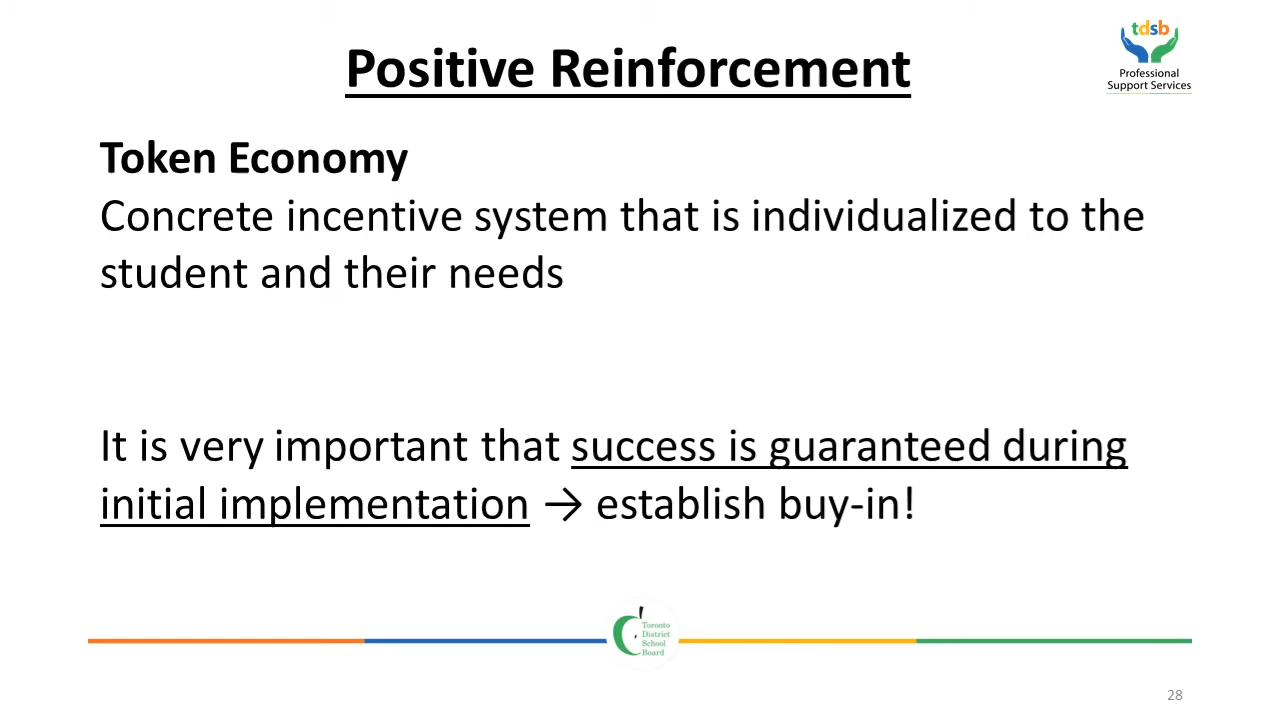 tdsb
Professional
Support Services
Positive Reinforcement
Token Economy
Concrete incentive system that is individualized to the
student and their needs
It is very important that success is guaranteed during
initial implementation → establish buy-in!
Toronto
District
School
Board
28